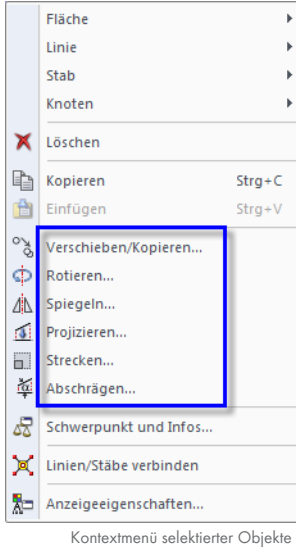 Fläche
Linie
Stab
Knoten
Löschen
Kopieren Strg+C
Einfügen Strg+V
Verschieben/Kopieren...
Rotieren...
Spiegeln...
Projizieren...
Strecken...
Abschrägen...
Schwerpunkt und Infos...
Linien/Stäbe verbinden
Anzeigeeigenschaften...
Kontextmenü selektierter Objekte